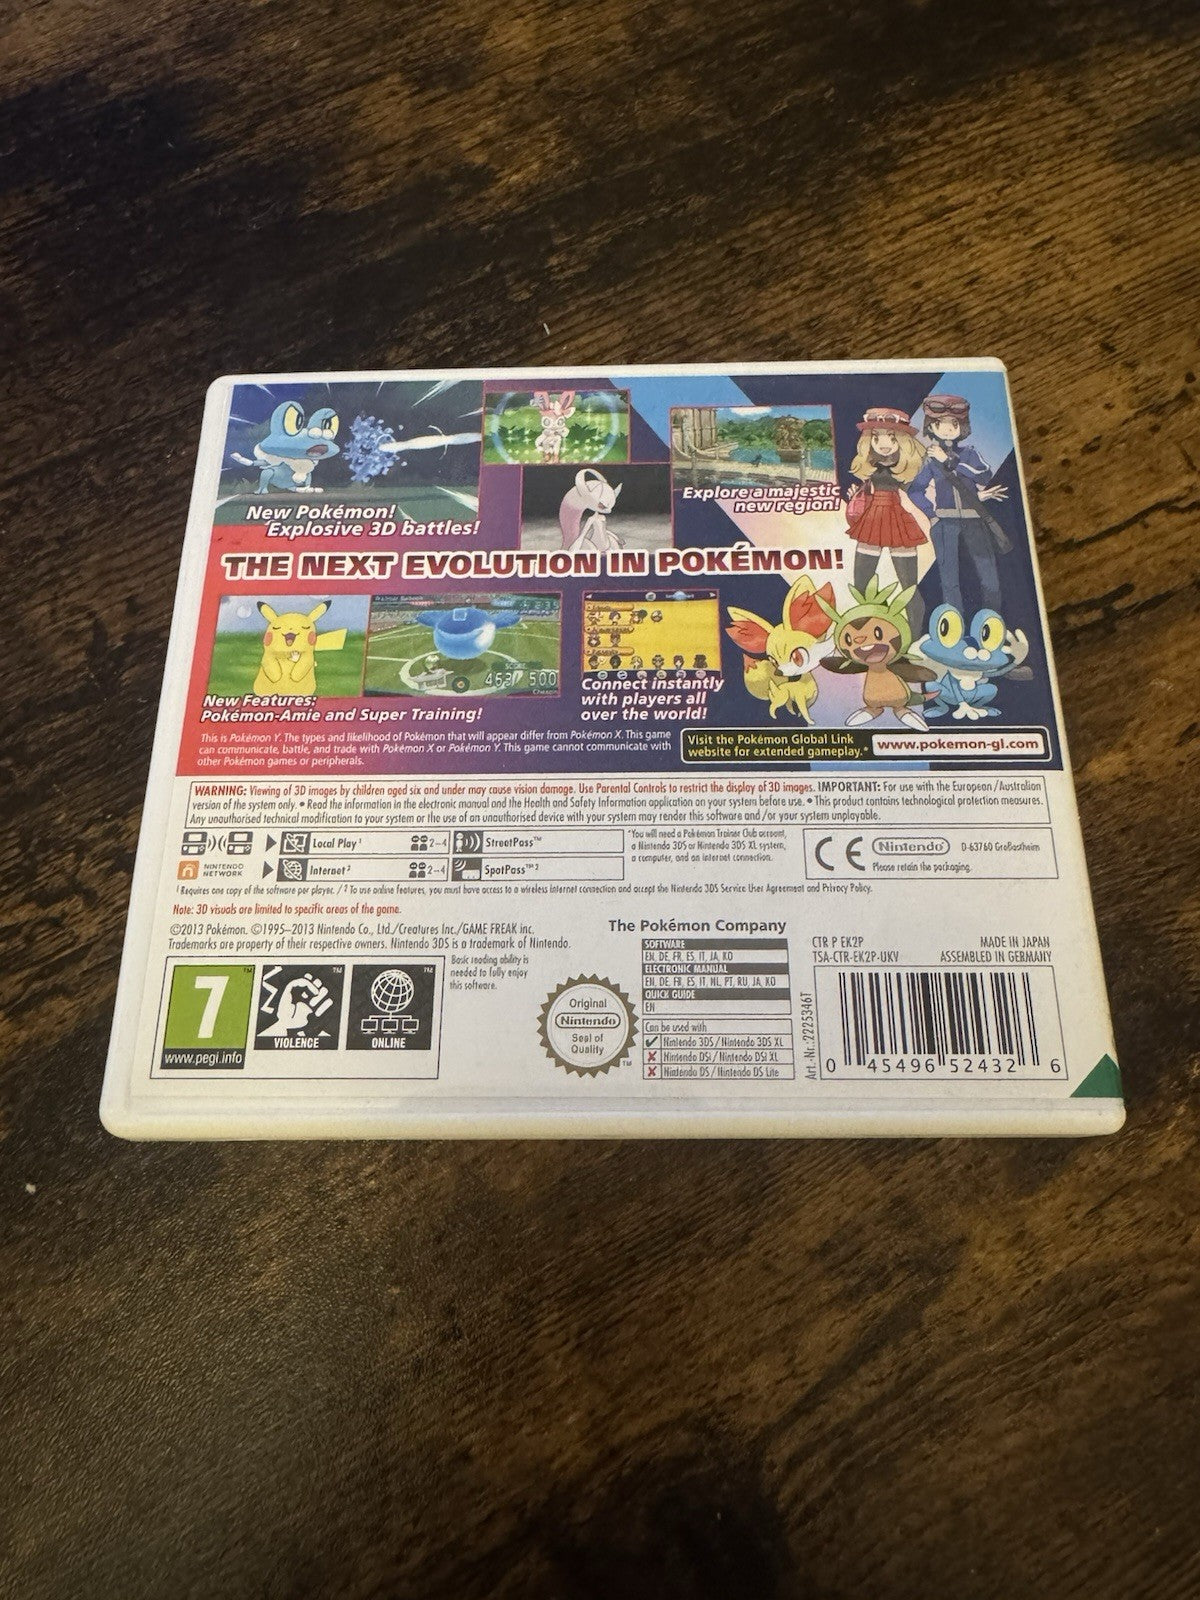 New Pokémon!
Explosive 3D battles!
Explore a majestic
new region!
THE NEXT EVOLUTION IN POKÉMON!
SCORE
463/ 500
New Features:
Pokémon-Amie and Super Training!
Connect instantly
with players all
over the world!
This is Pokémon Y. The types and likelihood of Pokémon that will appear differ from Pokémon X. This game
can communicate, battle, and trade with Pokémon X or Pokémon Y. This game cannot communicate with
other Pokémon games or peripherals.
Visit the Pokémon Global Link
website for extended gameplay.*
www.pokemon-gl.com
WARNING: Viewing of 3D images by children aged six and under may cause vision damage. Use Parental Controls to restrict the display of 3D images. IMPORTANT: For use with the European/Australian
version of the system only. • Read the information in the electronic manual and the Health and Safety Information application on your system before use. • This product contains technological protection measures.
Any unauthorised technical modification to your system or the use of an unauthorised device with your system may render this software and/or your system unplayable.
Local Play¹
2–4
StreetPass™
NINTENDO
NETWORK
Internet²
2–4
SpotPass™ ²
*You will need a Pokémon Trainer Club account,
a Nintendo 3DS or Nintendo 3DS XL system,
a computer, and an internet connection.
CE
Nintendo®
D-63760 Großostheim
Please retain the packaging.
¹ Requires one copy of the software per player. / ² To use online features, you must have access to a wireless internet connection and accept the Nintendo 3DS Service User Agreement and Privacy Policy.
Note: 3D visuals are limited to specific areas of the game.
©2013 Pokémon. ©1995–2013 Nintendo Co., Ltd./Creatures Inc./GAME FREAK inc.
Trademarks are property of their respective owners. Nintendo 3DS is a trademark of Nintendo.
7
www.pegi.info
™
VIOLENCE
™
ONLINE
™
Basic reading ability is
needed to fully enjoy
this software.
Original
Nintendo
Seal of
Quality
™
The Pokémon Company
SOFTWARE
EN, DE, FR, ES, IT, JA, KO
ELECTRONIC MANUAL
EN, DE, FR, ES, IT, NL, PT, RU, JA, KO
QUICK GUIDE
EN
Can be used with
Nintendo 3DS / Nintendo 3DS XL
Nintendo DSi / Nintendo DSi XL
Nintendo DS / Nintendo DS Lite
CTR P EK2P
TSA-CTR-EK2P-UKV
MADE IN JAPAN
ASSEMBLED IN GERMANY
Art.-Nr.:2225346T
0 45496 52432 6